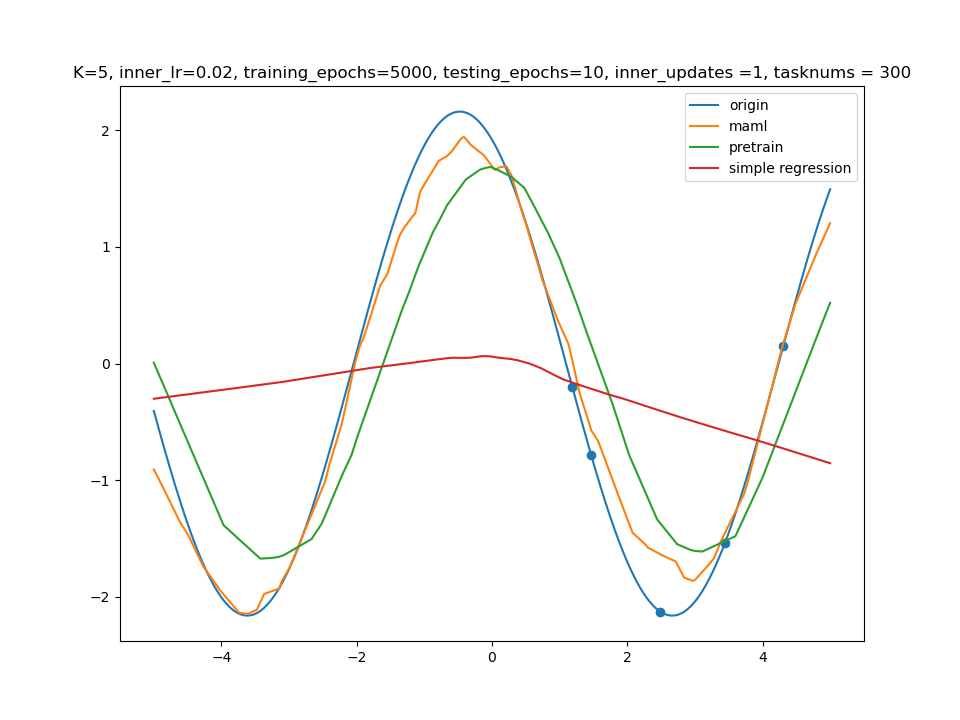 K=5, inner_lr=0.02, training_epochs=5000, testing_epochs=10, inner_updates =1, tasknums = 300
origin
maml
pretrain
simple regression
2
1
0
−1
−2
−4
−2
0
2
4